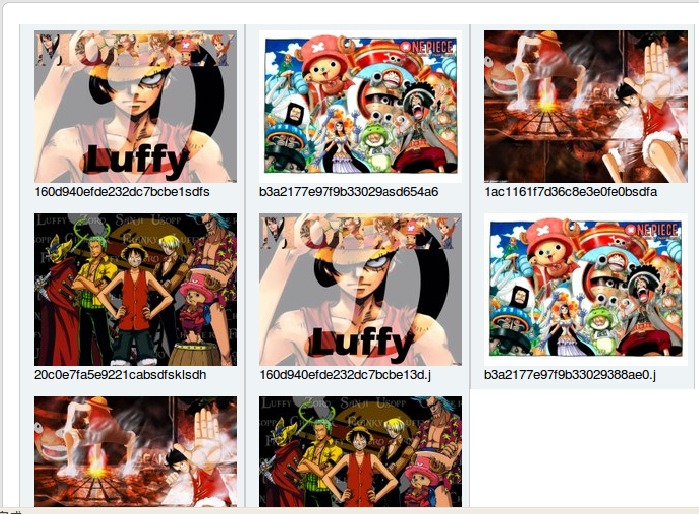 Luffy
160d940efde232dc7bcbe1sdfs
ONEPIECE
b3a2177e97f9b33029asd654a6
1ac1161f7d36c8e3e0fe0bsdfa
LUFFY ZORO SANJI USOPP
FRANKY
20c0e7fa5e9221cabsdfsklsdh
Luffy
160d940efde232dc7bcbe13d.j
ONEPIECE
b3a2177e97f9b33029388ae0.j
LUFFY ZORO SANJI USOPP